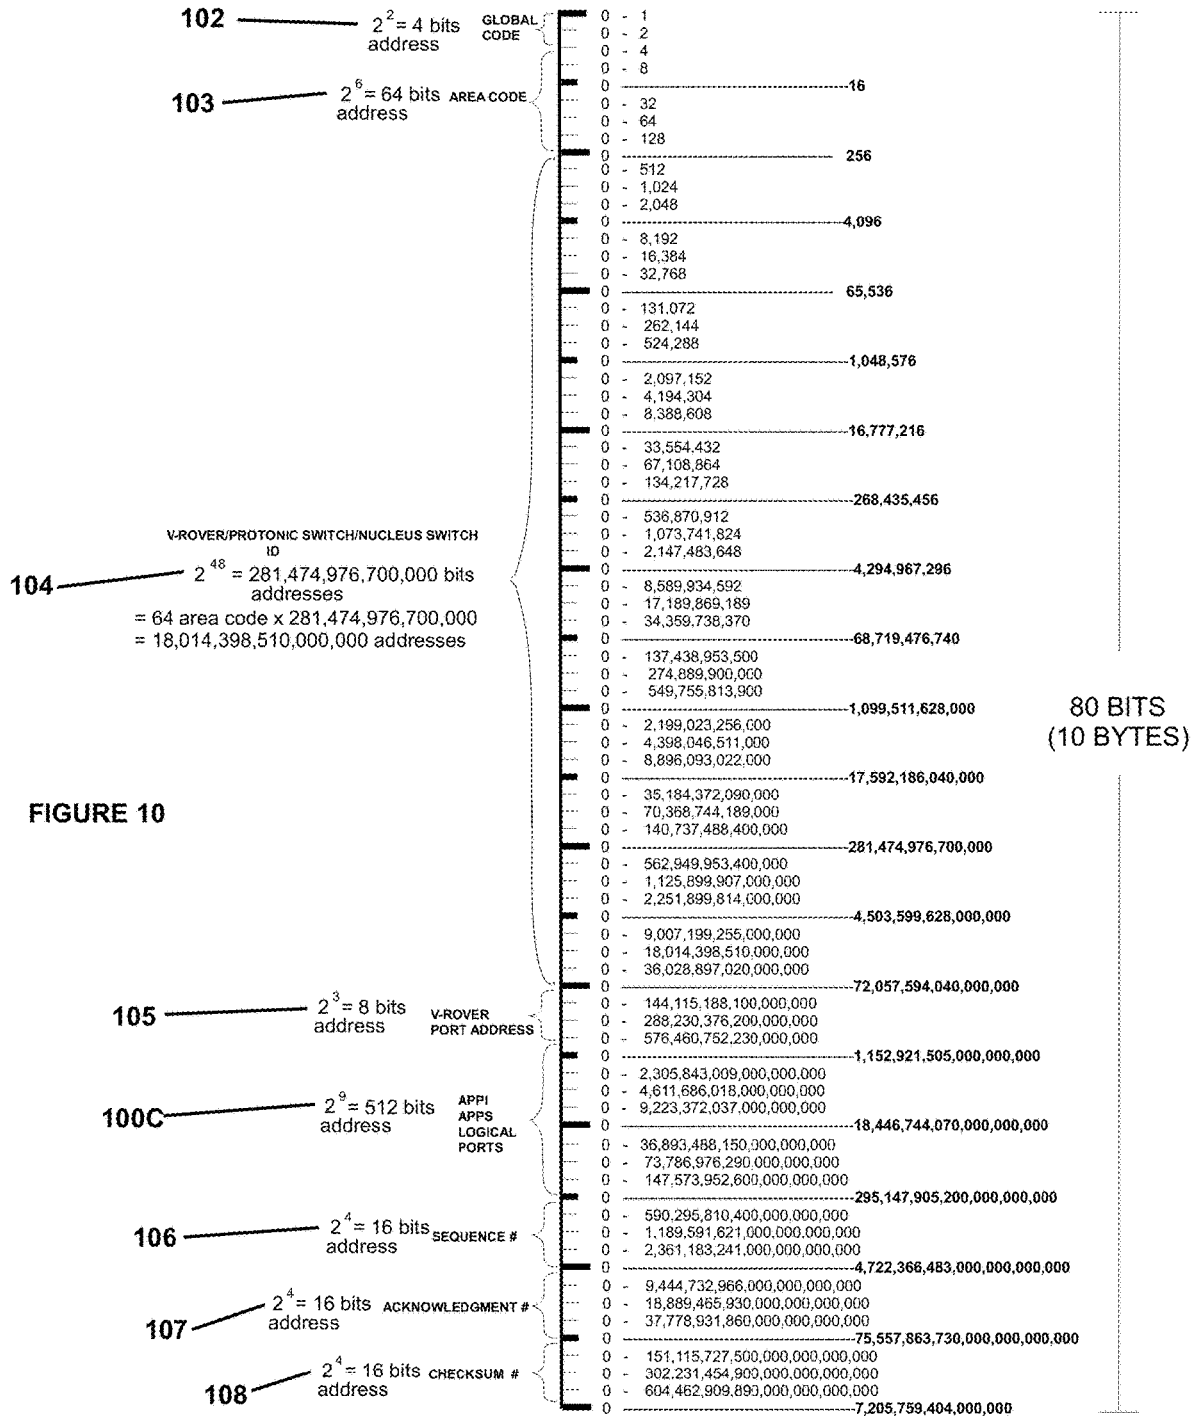 102
2^2 = 4 bits
address
GLOBAL
CODE
0 - 1
0 - 2
0 - 4
0 - 8
0 16
103
2^6 = 64 bits
address
AREA CODE
0 - 32
0 - 64
0 - 128
0 256
0 - 512
0 - 1,024
0 - 2,048
0 4,096
0 - 8,192
0 - 16,384
0 - 32,768
0 65,536
0 - 131,072
0 - 262,144
0 - 524,288
0 1,048,576
0 - 2,097,152
0 - 4,194,304
0 - 8.388,608
0 16,777,216
0 - 33,554,432
0 - 67,108,864
0 - 134,217,728
0 268,435,456
0 - 536,870,912
0 - 1,073,741,824
0 - 2,147,483,648
0 4,294,967,296
V-ROVER/PROTONIC SWITCH/NUCLEUS SWITCH
ID
104
2^48 = 281,474,976,700,000 bits
addresses
= 64 area code x 281,474,976,700,000
= 18,014,398,510,000,000 addresses
0 - 8,589,934,592
0 - 17,189,869,189
0 - 34,359,738,370
0 68,719,476,740
0 - 137,438,953,500
0 - 274,889,900,000
0 - 549,755,813,900
0 1,099,511,628,000
0 - 2,199,023,256,000
0 - 4,398,046,511,000
0 - 8,896,093,022,000
0 17,592,186,040,000
80 BITS
(10 BYTES)
FIGURE 10
0 - 35,184,372,090,000
0 - 70,368,744,189,000
0 - 140,737,488,400,000
0 281,474,976,700,000
0 - 562,949,953,400,000
0 - 1,125,899,907,000,000
0 - 2,251,899,814,000,000
0 4,503,599,628,000,000
0 - 9,007,199,255,000,000
0 - 18,014,398,510,000,000
0 - 36,028,897,020,000,000
0 72,057,594,040,000,000
105
2^3 = 8 bits
address
V-ROVER
PORT ADDRESS
0 - 144,115,188,100,000,000
0 - 288,230,376,200,000,000
0 - 576,460,752,230,000,000
0 1,152,921,505,000,000,000
100C
2^9 = 512 bits
address
APPI
APPS
LOGICAL
PORTS
0 - 2,305,843,009,000,000,000
0 - 4,611,686,018,000,000,000
0 - 9,223,372,037,000,000,000
0 18,446,744,070,000,000,000
0 - 36,893,488,150,000,000,000
0 - 73,786,976,290,000,000,000
0 - 147,573,952,600,000,000,000
0 295,147,905,200,000,000,000
106
2^4 = 16 bits
address
SEQUENCE #
0 - 590,295,810,400,000,000,000
0 - 1,189,591,621,000,000,000,000
0 - 2,361,183,241,000,000,000,000
0 4,722,366,483,000,000,000,000
107
2^4 = 16 bits
address
ACKNOWLEDGMENT #
0 - 9,444,732,966,000,000,000,000
0 - 18,889,465,930,000,000,000,000
0 - 37,778,931,860,000,000,000,000
0 75,557,863,730,000,000,000,000
108
2^4 = 16 bits
address
CHECKSUM #
0 - 151,115,727,500,000,000,000,000
0 - 302,231,454,900,000,000,000,000
0 - 604,462,909,890,000,000,000,000
0 7,205,759,404,000,000